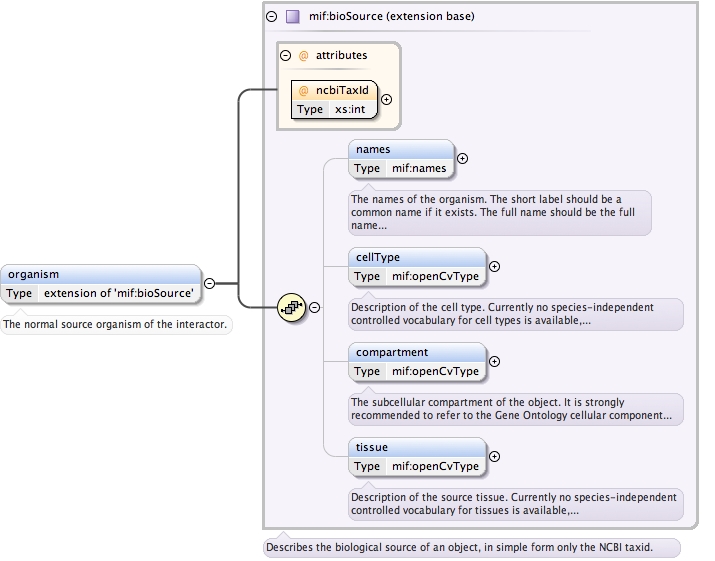 mif:bioSource (extension base)
@ attributes
@ ncbiTaxId
Type xs:int
names
Type mif:names
The names of the organism. The short label should be a
common name if it exists. The full name should be the full
name...
organism
Type extension of 'mif:bioSource'
The normal source organism of the interactor.
cellType
Type mif:openCvType
Description of the cell type. Currently no species-independent
controlled vocabulary for cell types is available,...
compartment
Type mif:openCvType
The subcellular compartment of the object. It is strongly
recommended to refer to the Gene Ontology cellular component...
tissue
Type mif:openCvType
Description of the source tissue. Currently no species-independent
controlled vocabulary for tissues is available,...
Describes the biological source of an object, in simple form only the NCBI taxid.